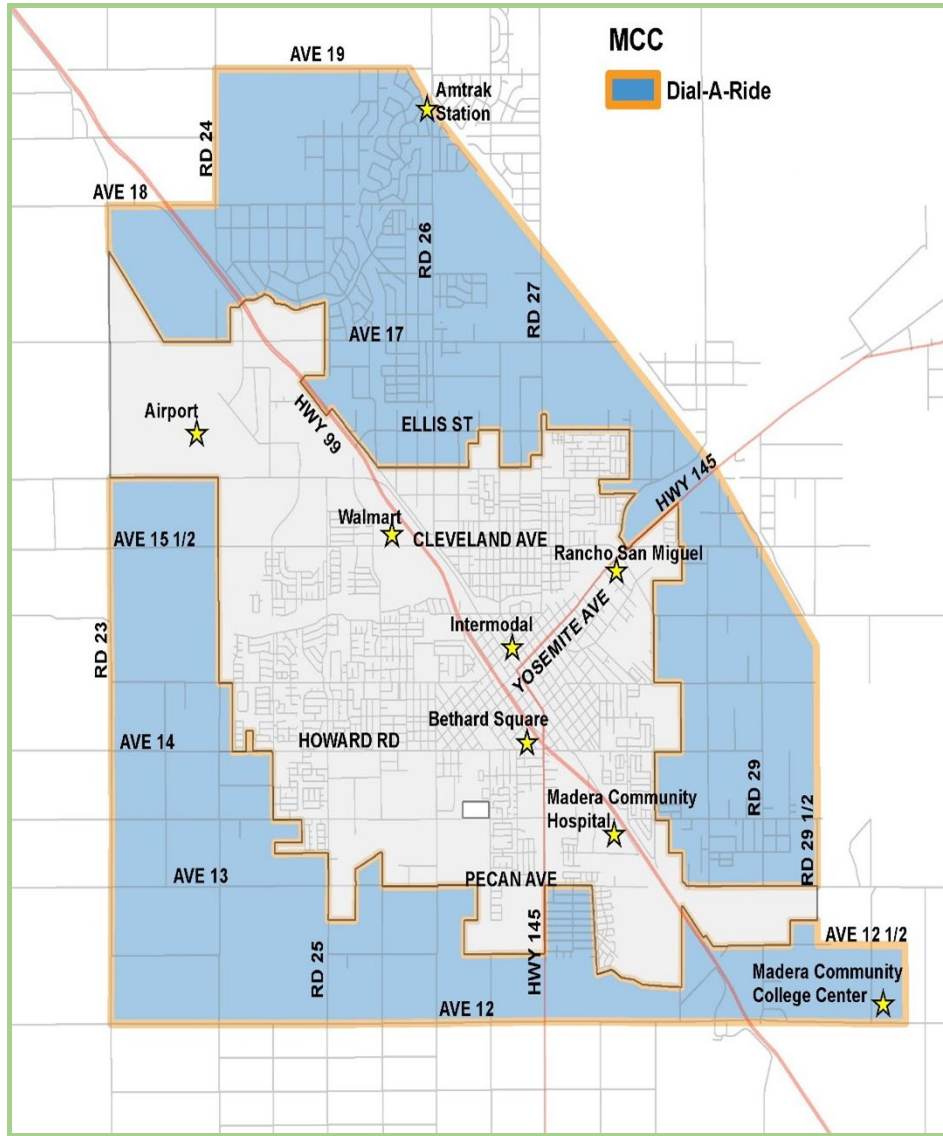 MCC
Dial-A-Ride
AVE 19
Amtrak
Station
RD 24
AVE 18
RD 26
RD 27
AVE 17
Airport
HWY 99
ELLIS ST
HWY 145
Walmart
AVE 15 1/2
CLEVELAND AVE
Rancho San Miguel
RD 23
Intermodal
YOSEMITE AVE
Bethard Square
AVE 14
HOWARD RD
RD 29
Madera Community
Hospital
RD 29 1/2
AVE 13
PECAN AVE
RD 25
HWY 145
AVE 12 1/2
Madera Community
College Center
AVE 12